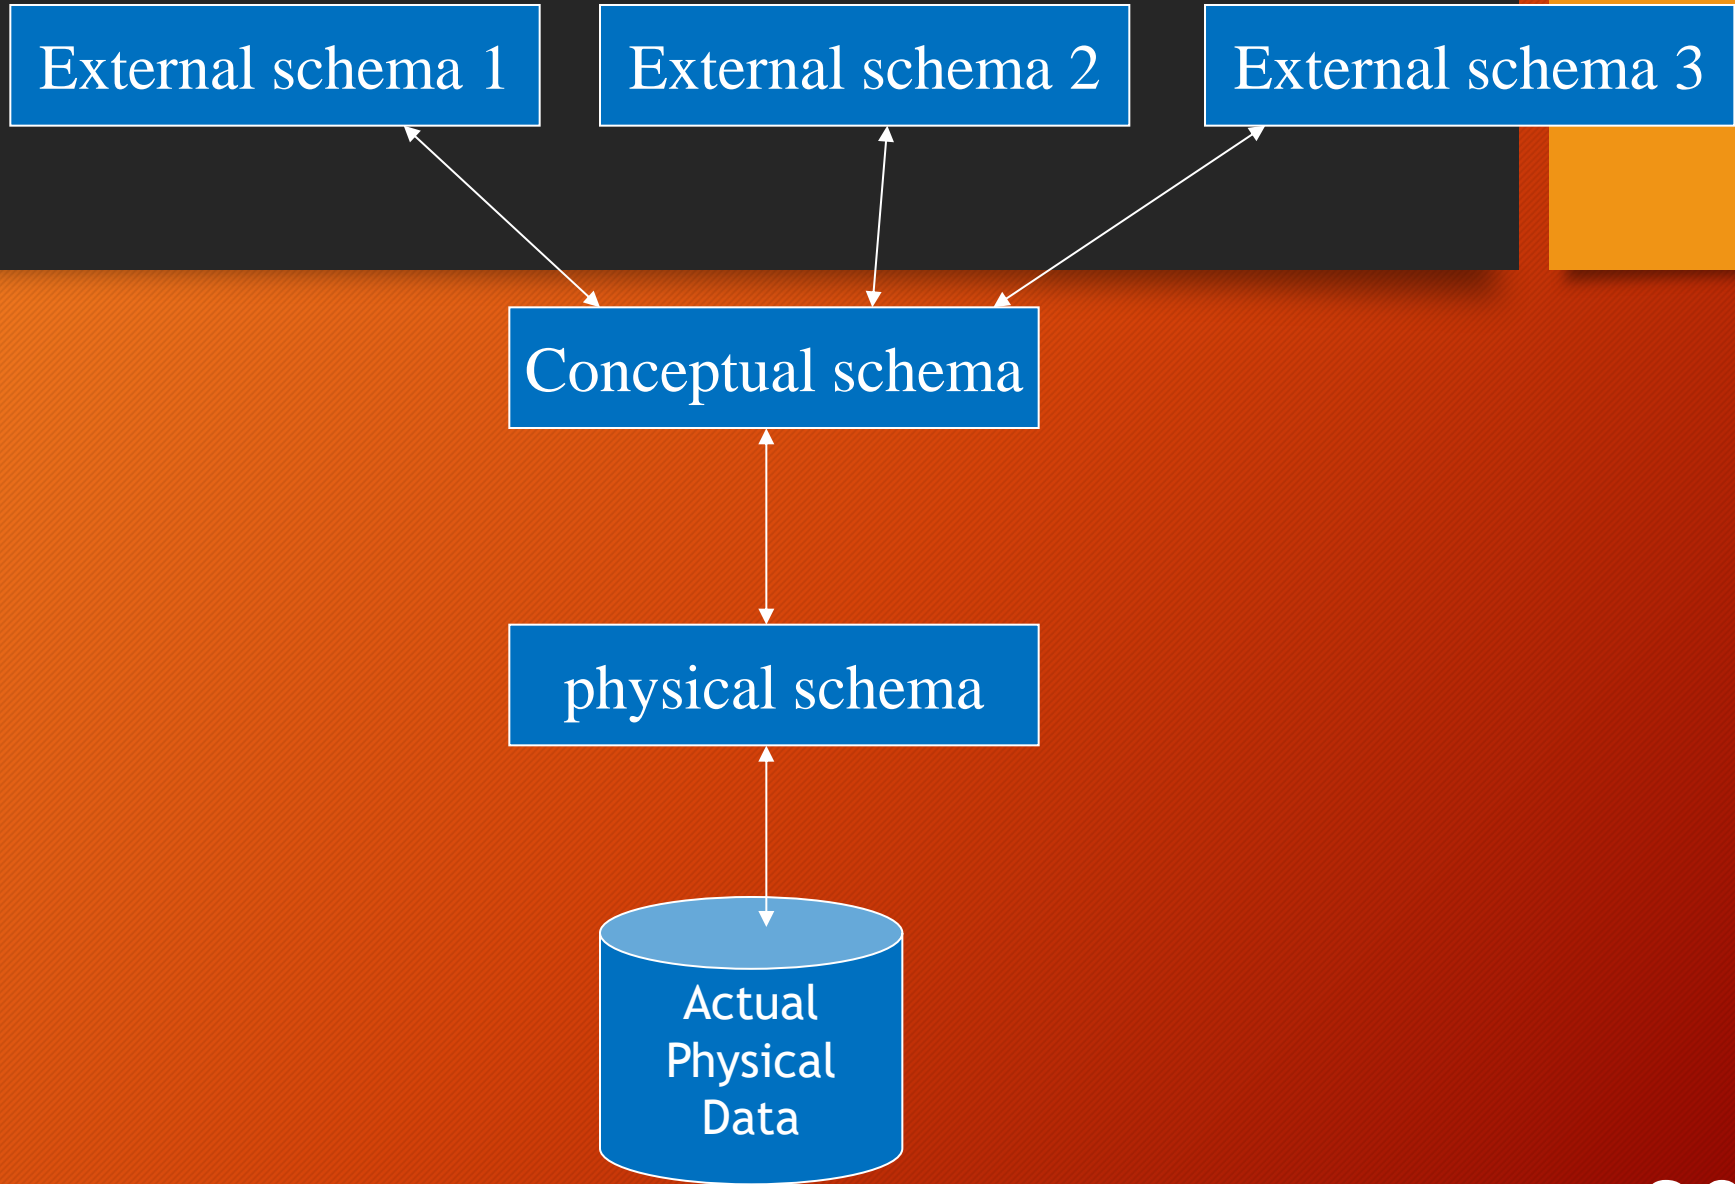 External schema 1
External schema 2
External schema 3
Conceptual schema
physical schema
Actual
Physical
Data